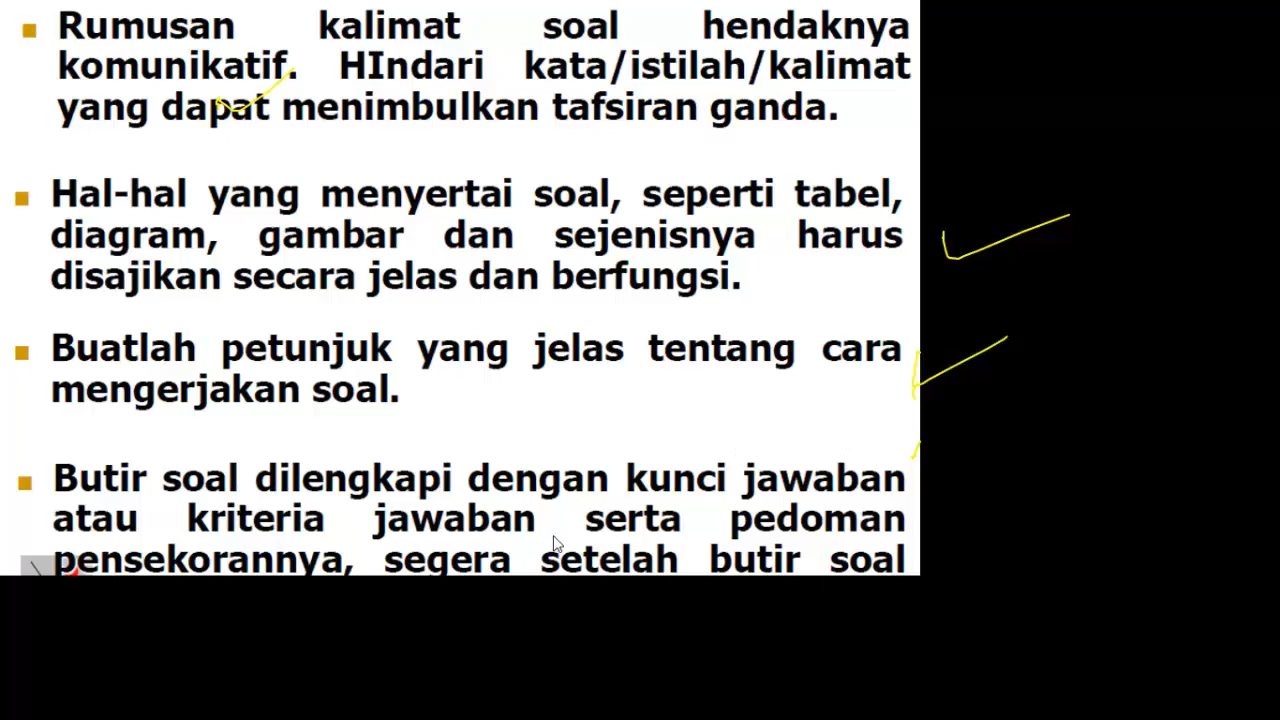 Rumusan kalimat soal hendaknya
komunikatif. HIndari kata/istilah/kalimat
yang dapat menimbulkan tafsiran ganda.
Hal-hal yang menyertai soal, seperti tabel,
diagram, gambar dan sejenisnya harus
disajikan secara jelas dan berfungsi.
Buatlah petunjuk yang jelas tentang cara
mengerjakan soal.
Butir soal dilengkapi dengan kunci jawaban
atau kriteria jawaban serta pedoman
pensekorannya, segera setelah butir soal